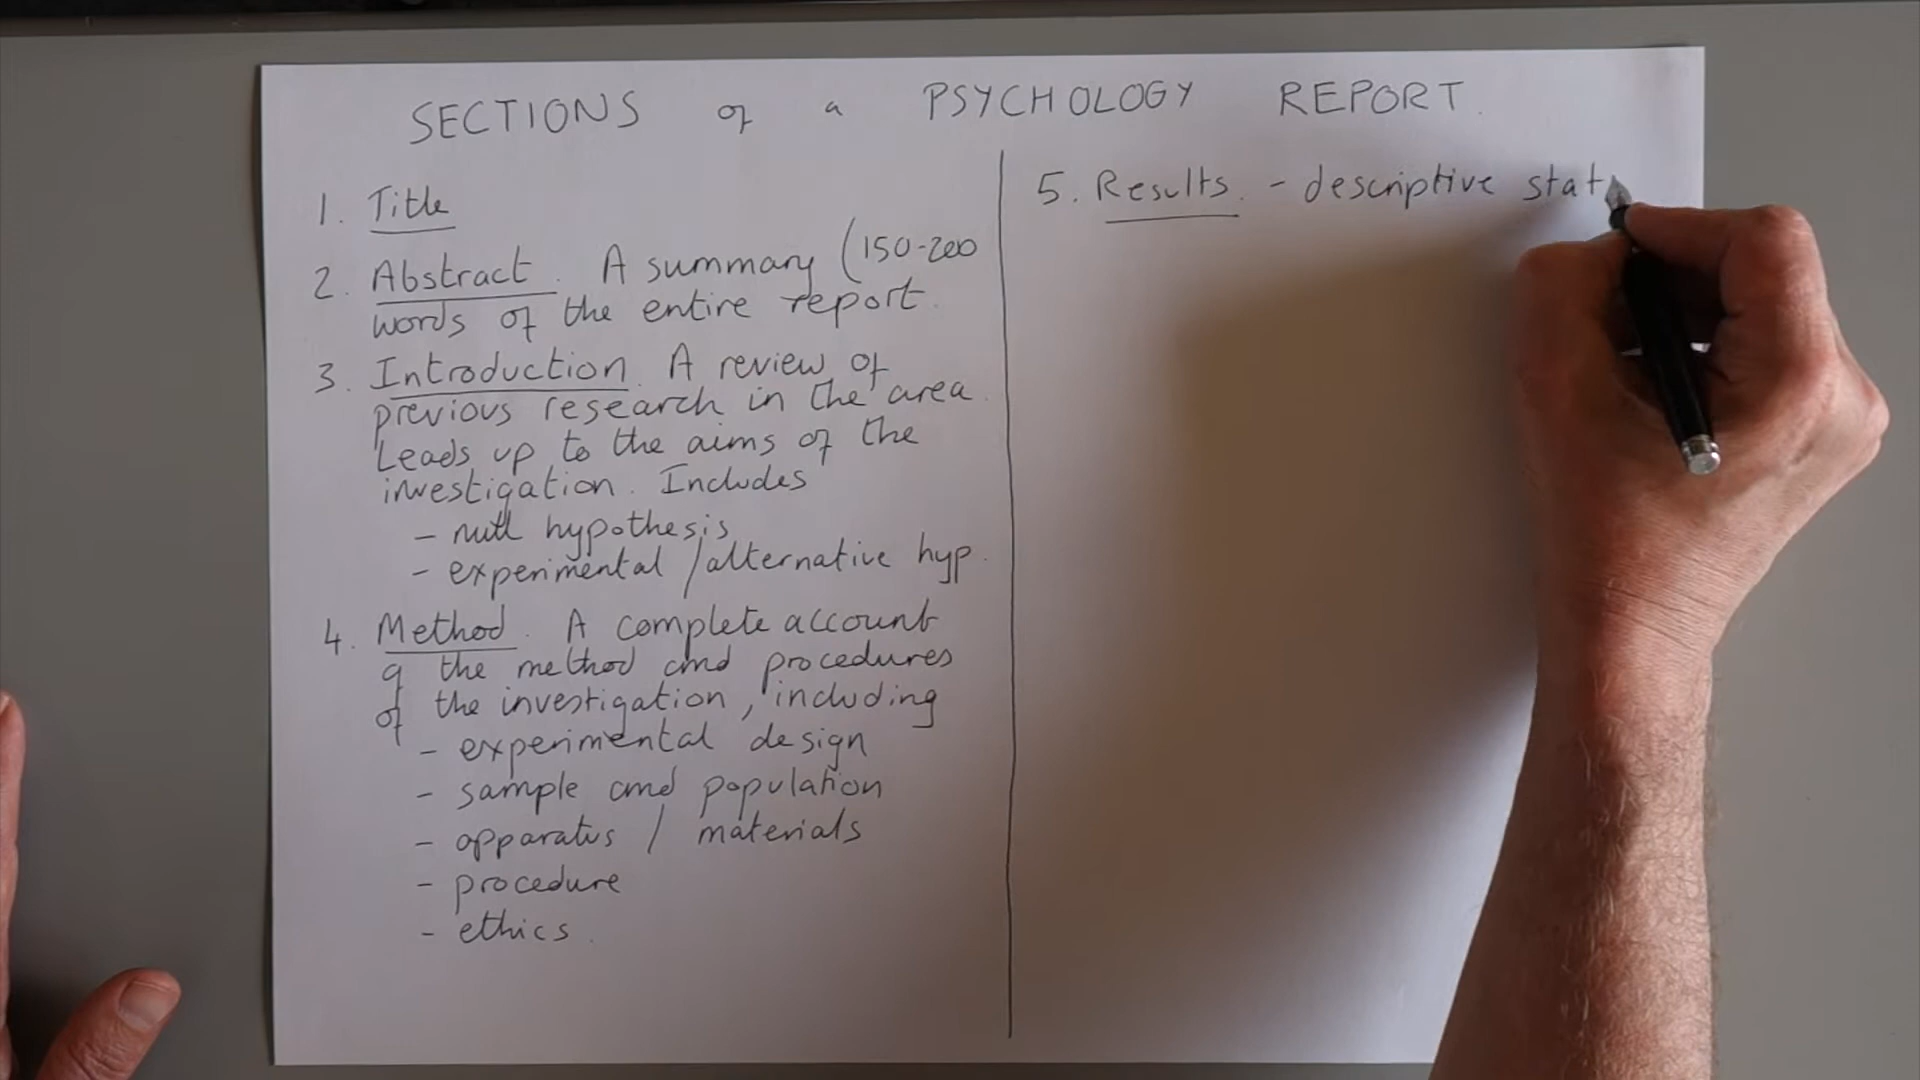 SECTIONS of a PSYCHOLOGY REPORT.
1. Title
2. Abstract. A summary (150-200
words of the entire report.
3. Introduction. A review of
previous research in the area.
Leads up to the aims of the
investigation. Includes
- null hypothesis
- experimental / alternative hyp.
4. Method. A complete account
of the method and procedures
of the investigation, including
- experimental design
- sample and population
- apparatus / materials
- procedure
- ethics.
5. Results. - descriptive stat